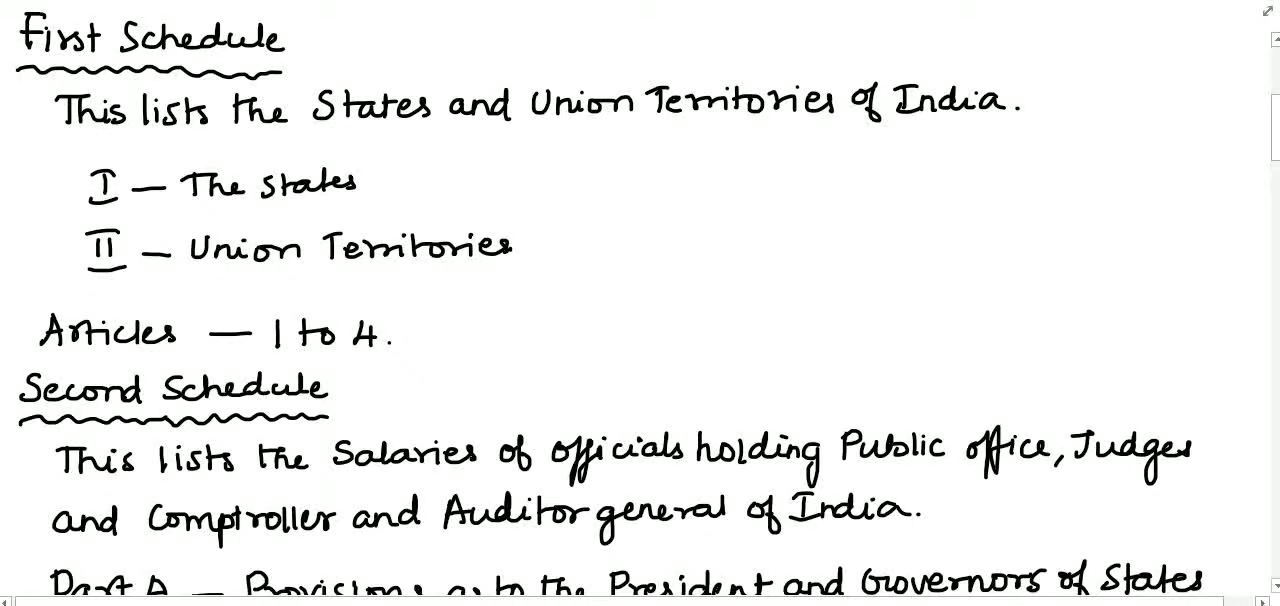 First Schedule
This lists the States and Union Territories of India.
I — The States
II — Union Territories
Articles — 1 to 4.
Second Schedule
This lists the Salaries of officials holding Public office, Judges
and Comptroller and Auditor general of India.
Part A — Provisions as to the President and Governors of States